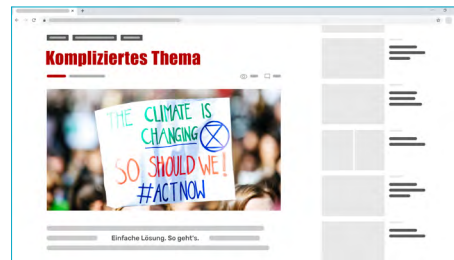 Kompliziertes Thema
THE CLIMATE IS
CHANGING
SO SHOULD WE!
#ACTNOW
Einfache Lösung. So geht's.